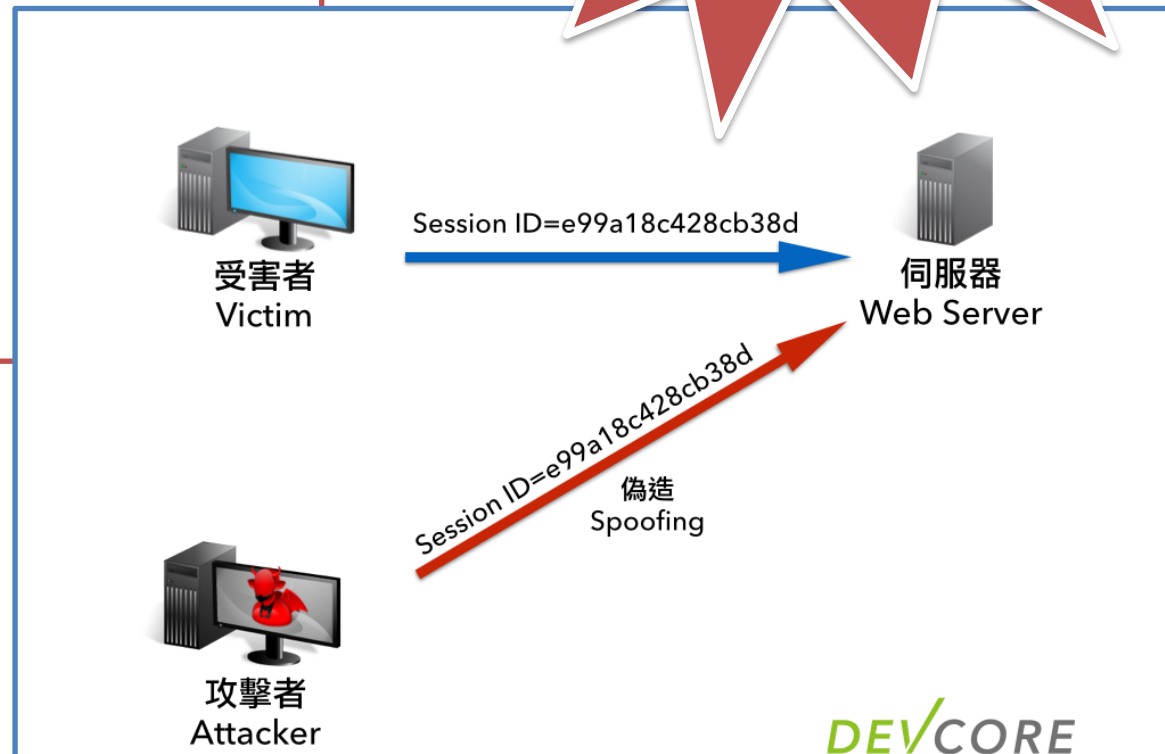 Session ID=e99a18c428cb38d
受害者
Victim
伺服器
Web Server
Session ID=e99a18c428cb38d
偽造
Spoofing
攻擊者
Attacker
DEVCORE